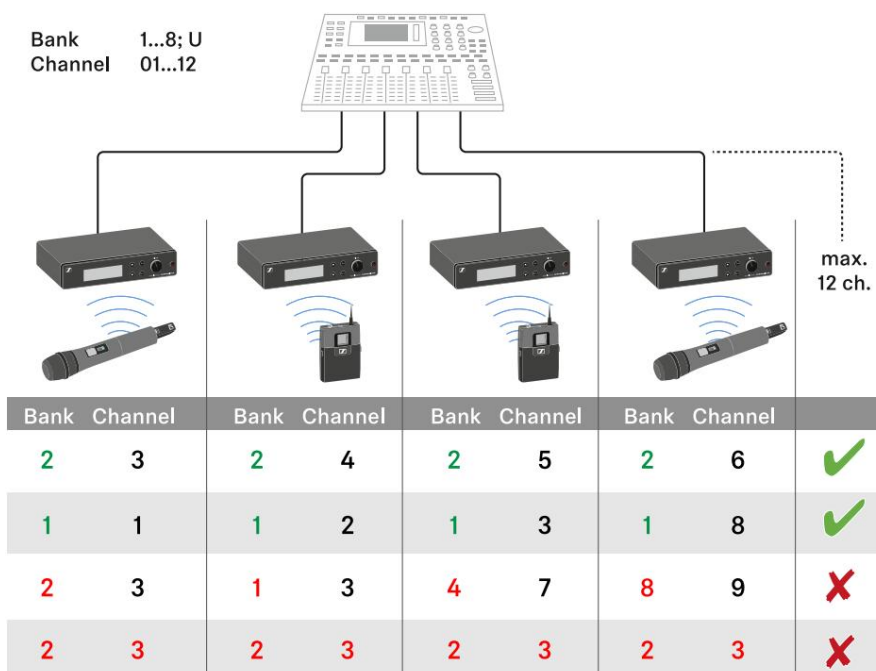 Bank 1...8; U
Channel 01...12
max.
12 ch.
Bank Channel Bank Channel Bank Channel Bank Channel
2 3 2 4 2 5 2 6
1 1 1 2 1 3 1 8
2 3 1 3 4 7 8 9
2 3 2 3 2 3 2 3